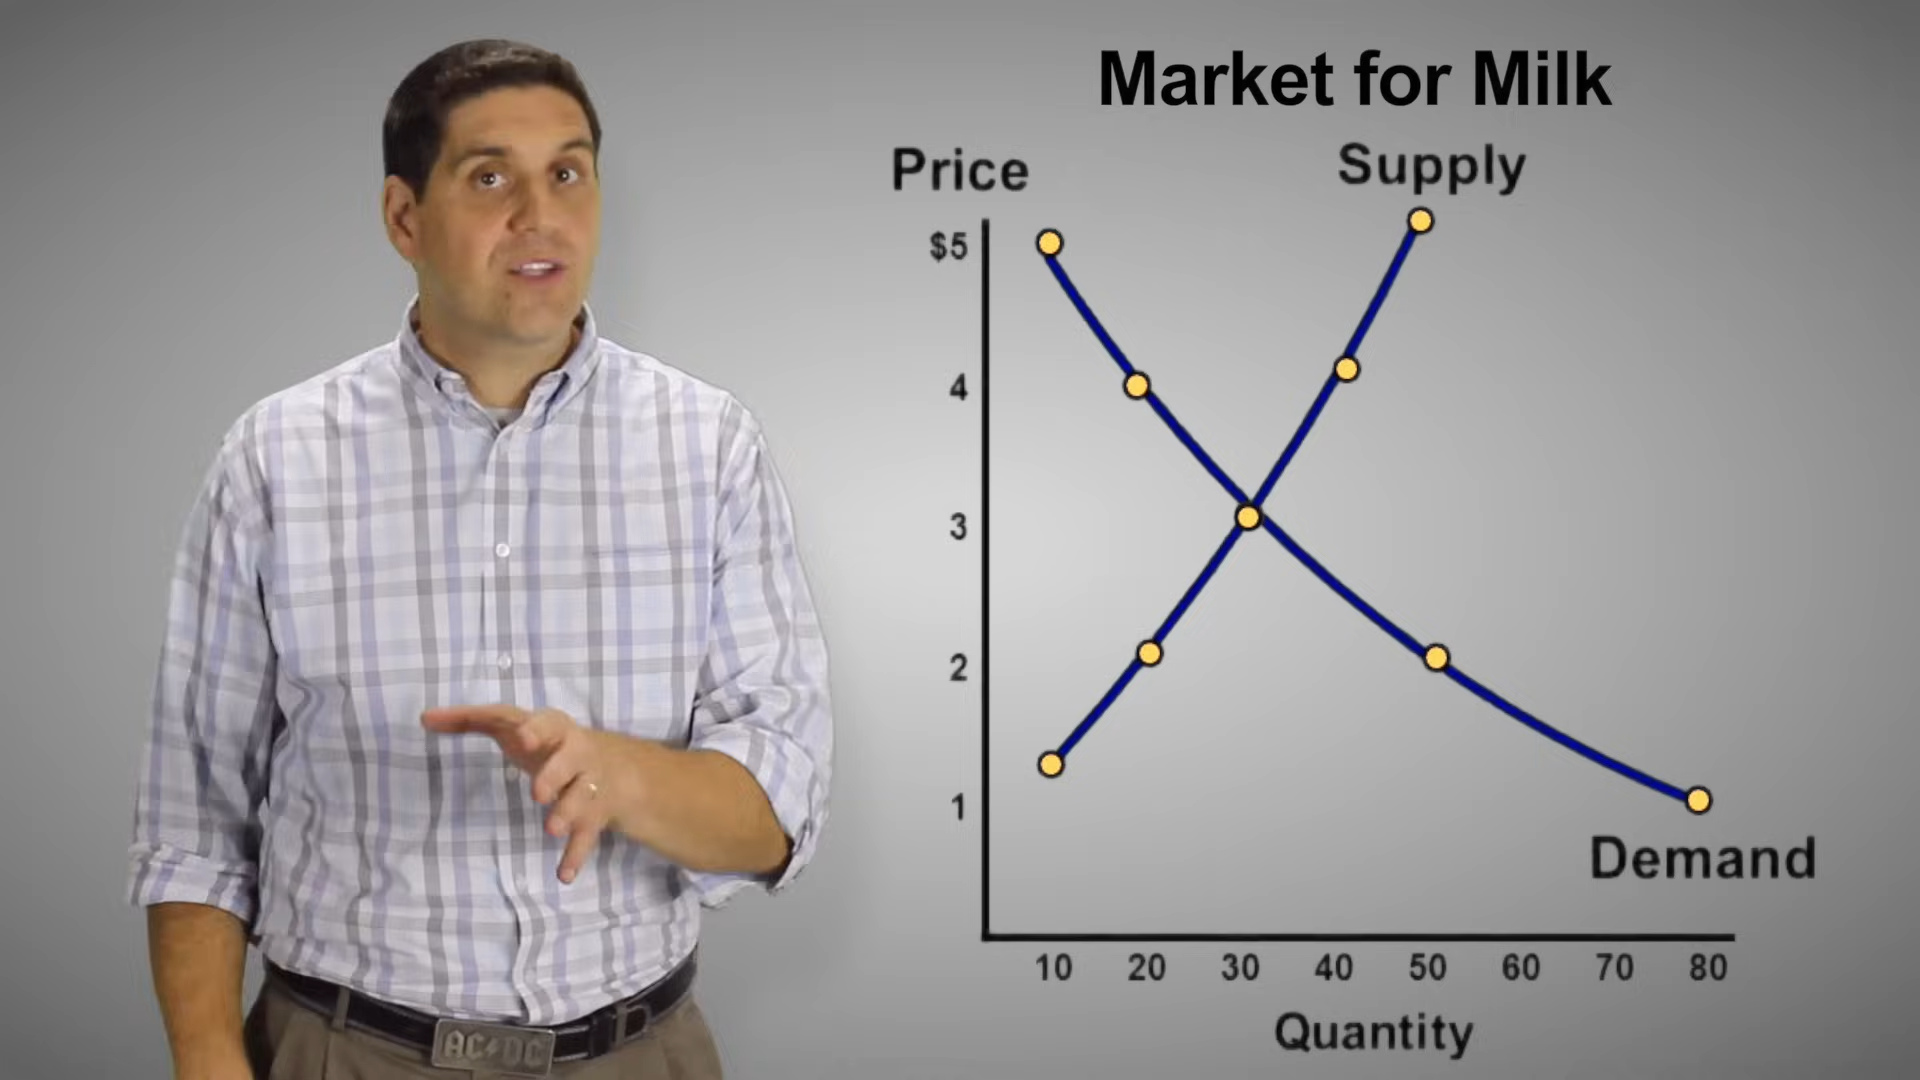 Market for Milk
Price
Supply
$5
4
3
2
1
Demand
10 20 30 40 50 60 70 80
Quantity
AC⚡DC